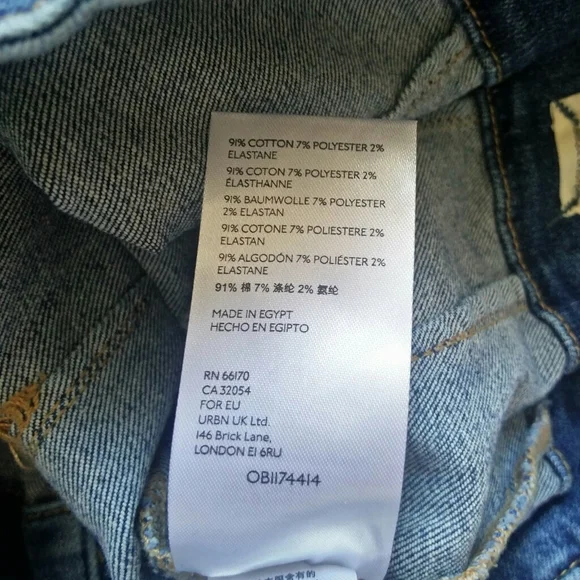 91% COTTON 7% POLYESTER 2%
ELASTANE
91% COTON 7% POLYESTER 2%
ÉLASTHANNE
91% BAUMWOLLE 7% POLYESTER
2% ELASTAN
91% COTONE 7% POLIESTERE 2%
ELASTAN
91% ALGODÓN 7% POLIÉSTER 2%
ELASTANE
91% 棉 7% 涤纶 2% 氨纶
MADE IN EGYPT
HECHO EN EGIPTO
RN 66170
CA 32054
FOR EU
URBN UK Ltd.
146 Brick Lane,
LONDON E1 6RU
OB1174414